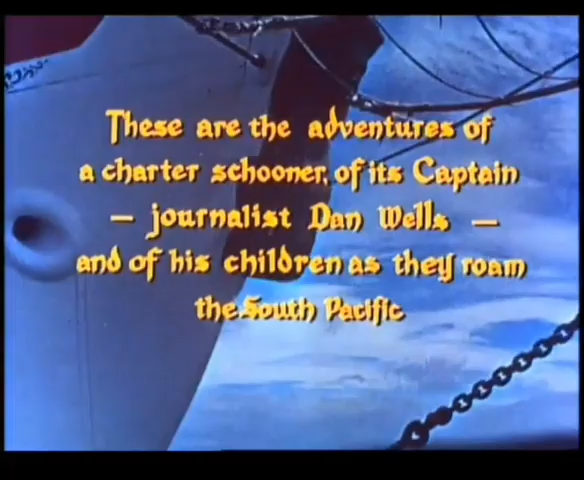 These are the adventures of
a charter schooner, of its Captain
— journalist Dan Wells —
and of his children as they roam
the South Pacific